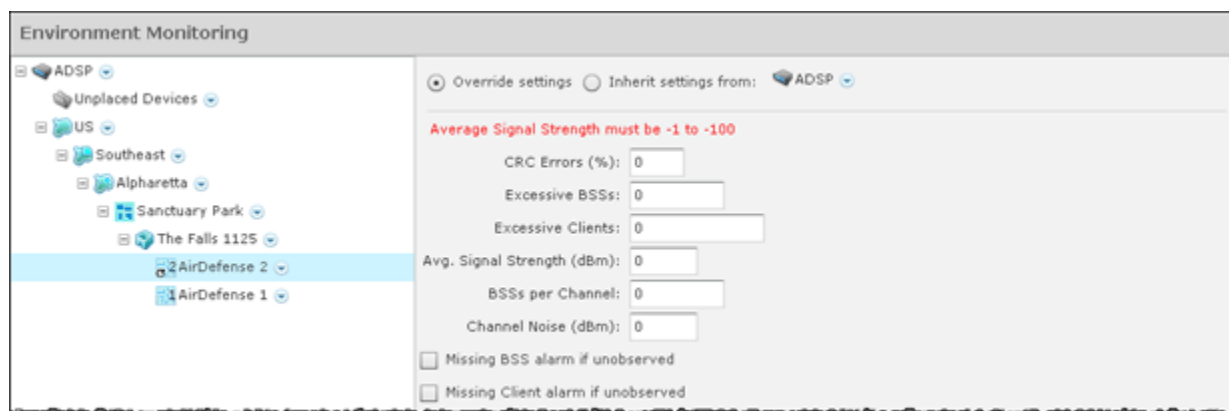 Environment Monitoring
ADSP
Unplaced Devices
US
Southeast
Alpharetta
Sanctuary Park
The Falls 1125
2 AirDefense 2
1 AirDefense 1
Override settings Inherit settings from: ADSP
Average Signal Strength must be -1 to -100
CRC Errors (%): 0
Excessive BSSs: 0
Excessive Clients: 0
Avg. Signal Strength (dBm): 0
BSSs per Channel: 0
Channel Noise (dBm): 0
Missing BSS alarm if unobserved
Missing Client alarm if unobserved